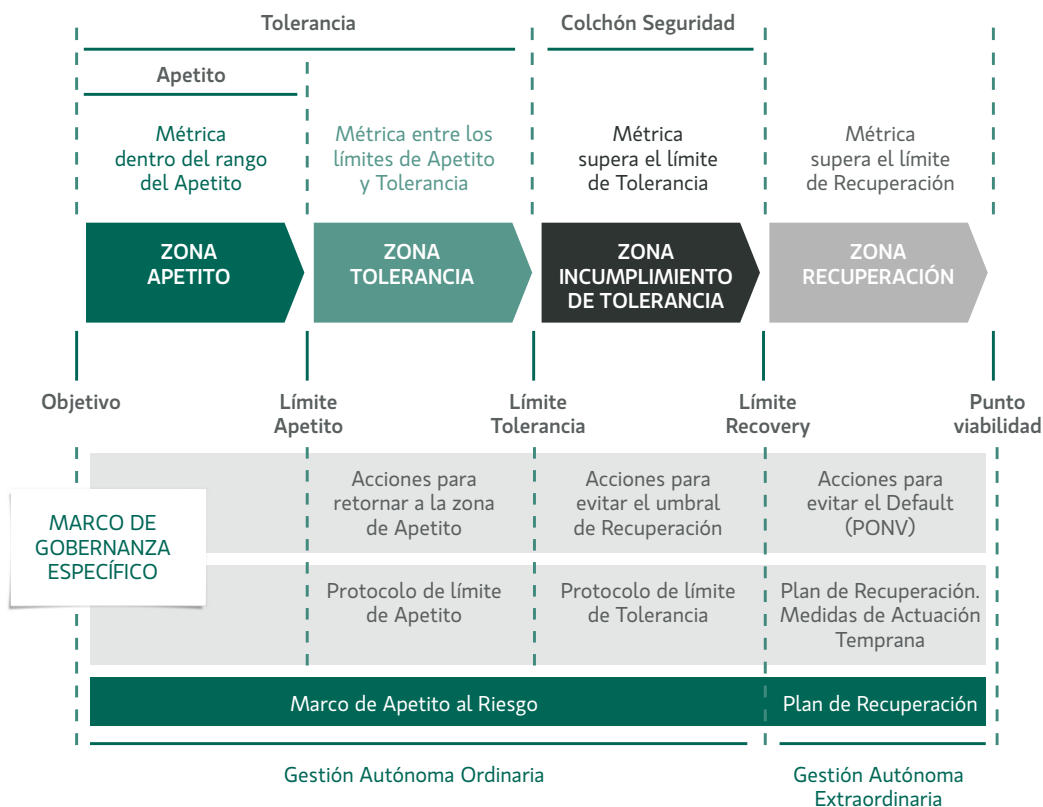 Tolerancia
Colchón Seguridad
Apetito
Métrica
dentro del rango
del Apetito
Métrica entre los
límites de Apetito
y Tolerancia
Métrica
supera el límite
de Tolerancia
Métrica
supera el límite
de Recuperación
ZONA
APETITO
ZONA
TOLERANCIA
ZONA
INCUMPLIMIENTO
DE TOLERANCIA
ZONA
RECUPERACIÓN
Objetivo
Límite
Apetito
Límite
Tolerancia
Límite
Recovery
Punto
viabilidad
MARCO DE
GOBERNANZA
ESPECÍFICO
Acciones para
retornar a la zona
de Apetito
Acciones para
evitar el umbral
de Recuperación
Acciones para
evitar el Default
(PONV)
Protocolo de límite
de Apetito
Protocolo de límite
de Tolerancia
Plan de Recuperación.
Medidas de Actuación
Temprana
Marco de Apetito al Riesgo
Plan de Recuperación
Gestión Autónoma Ordinaria
Gestión Autónoma
Extraordinaria